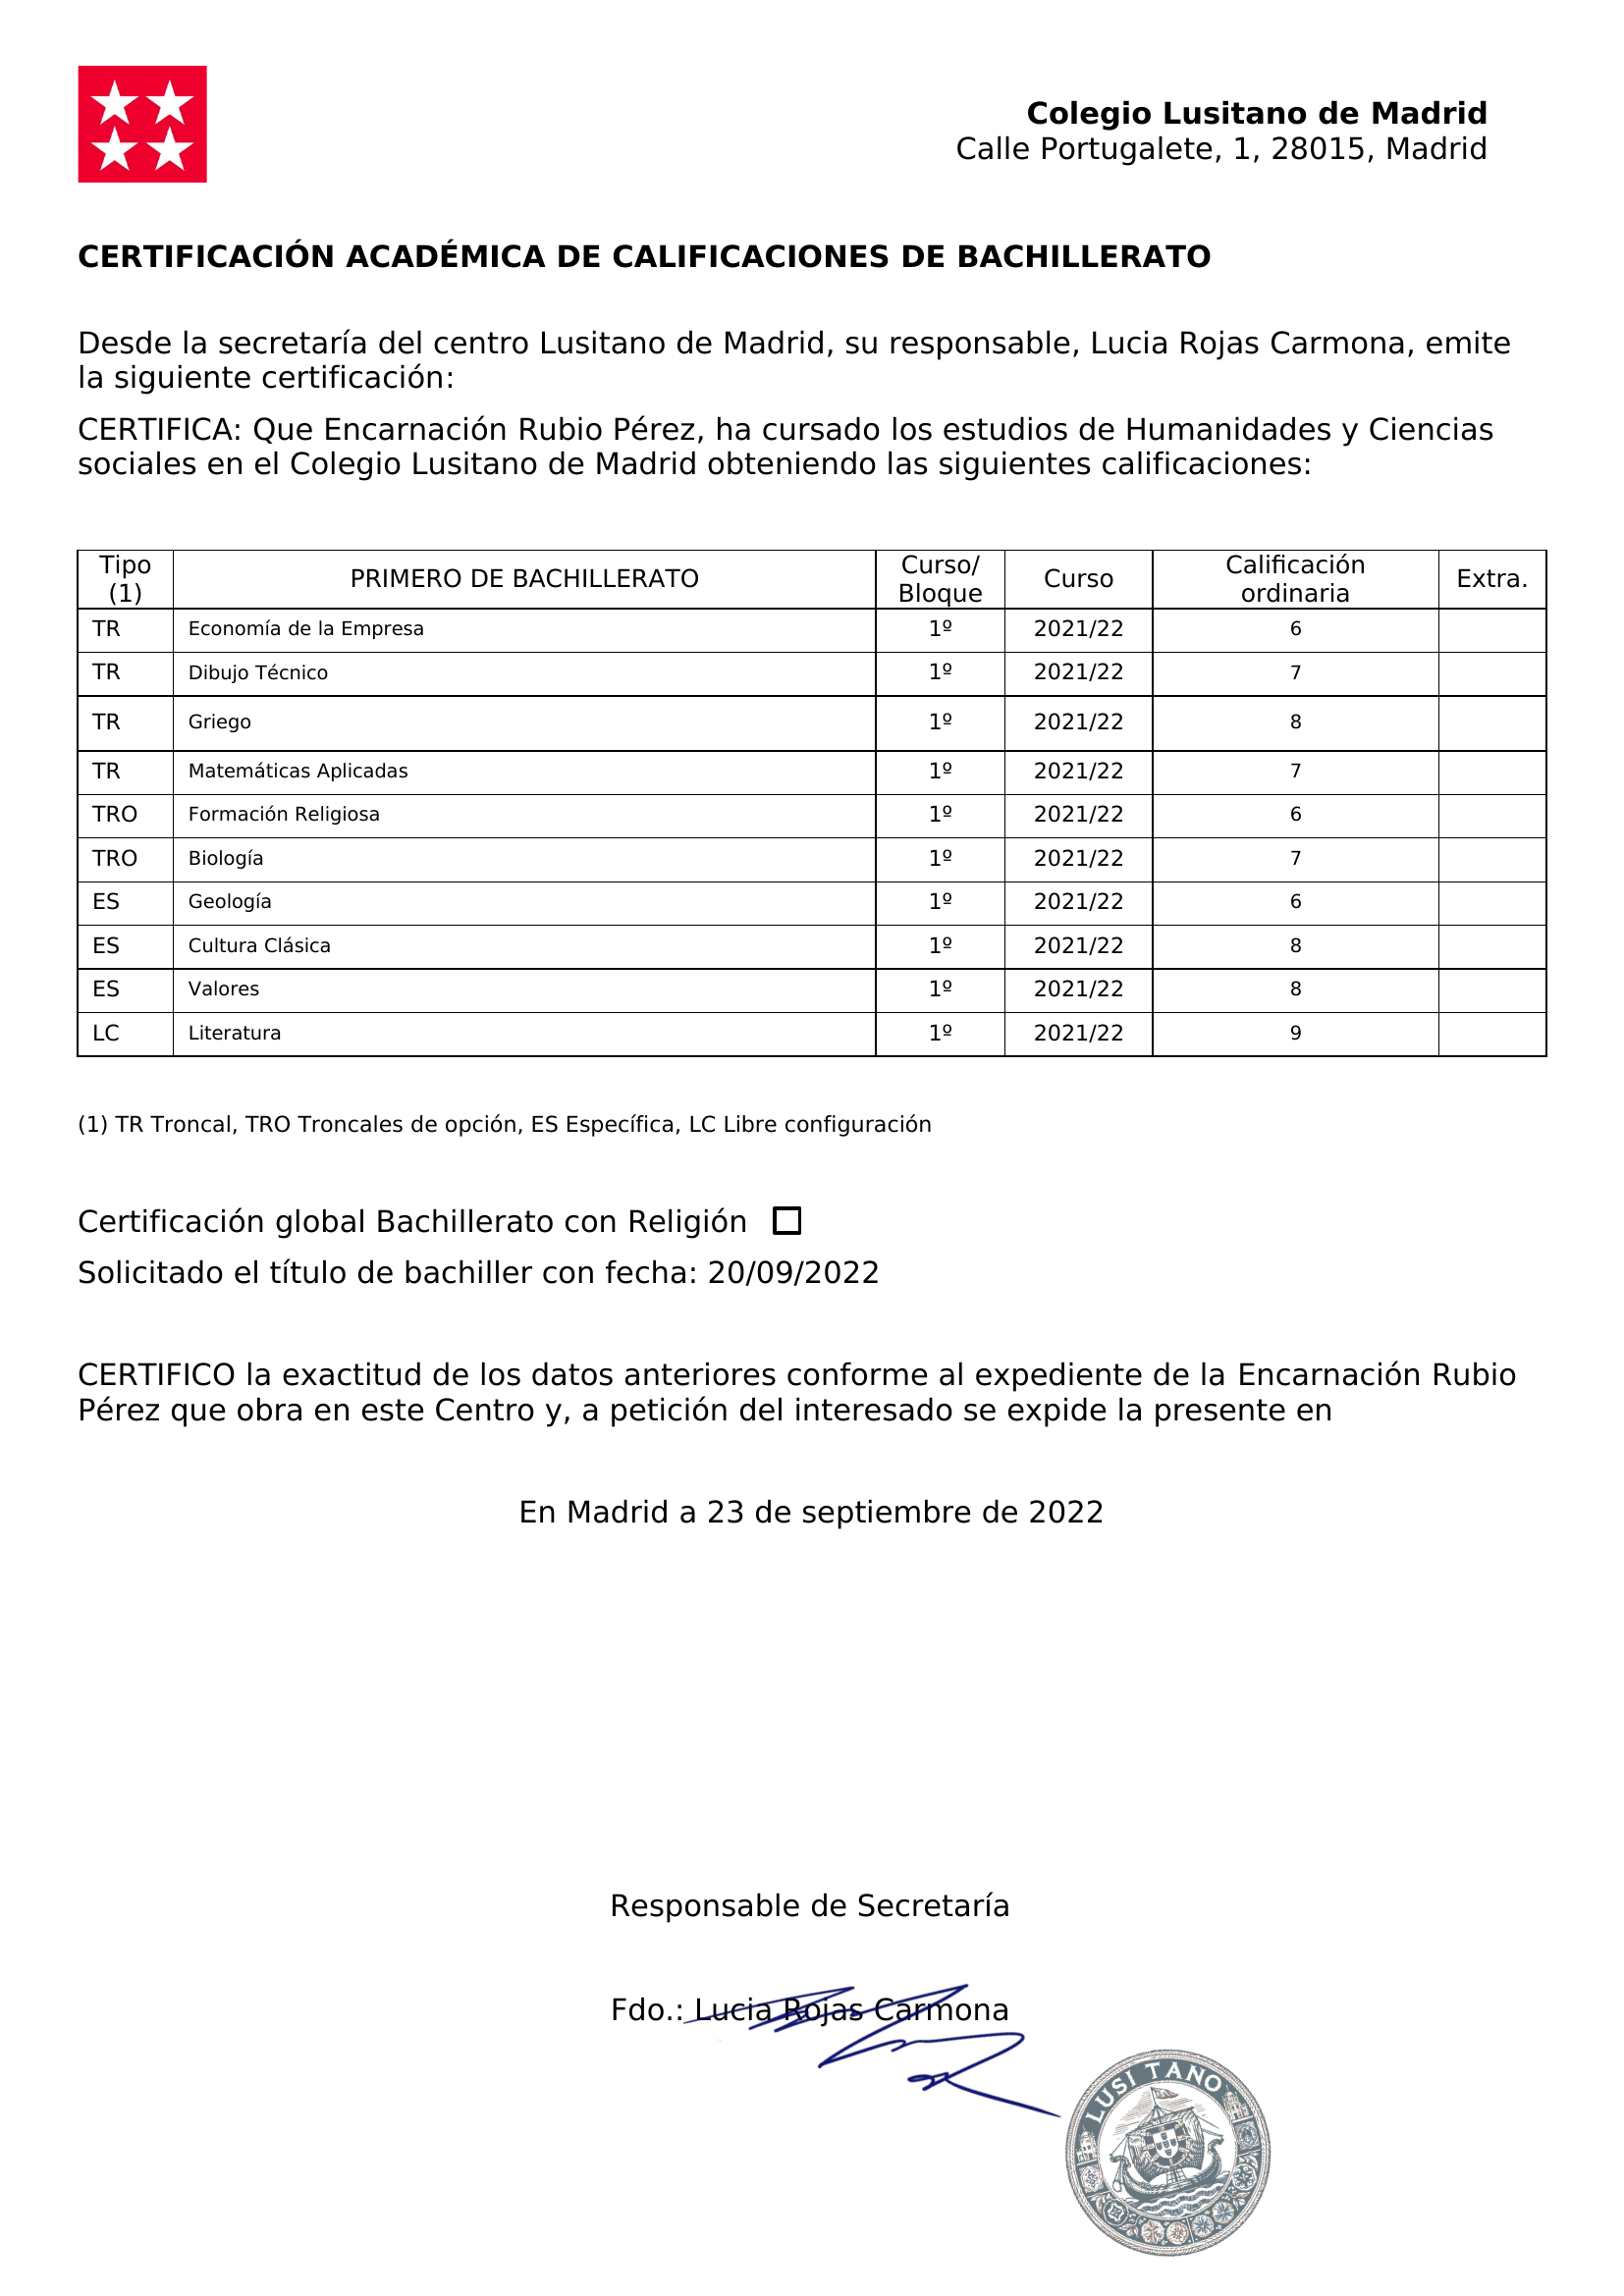 Colegio Lusitano de Madrid
Calle Portugalete, 1, 28015, Madrid
CERTIFICACIÓN ACADÉMICA DE CALIFICACIONES DE BACHILLERATO
Desde la secretaría del centro Lusitano de Madrid, su responsable, Lucia Rojas Carmona, emite
la siguiente certificación:
CERTIFICA: Que Encarnación Rubio Pérez, ha cursado los estudios de Humanidades y Ciencias
sociales en el Colegio Lusitano de Madrid obteniendo las siguientes calificaciones:
Tipo (1) PRIMERO DE BACHILLERATO Curso/ Bloque Curso Calificación ordinaria Extra.
TR Economía de la Empresa 1º 2021/22 6
TR Dibujo Técnico 1º 2021/22 7
TR Griego 1º 2021/22 8
TR Matemáticas Aplicadas 1º 2021/22 7
TRO Formación Religiosa 1º 2021/22 6
TRO Biología 1º 2021/22 7
ES Geología 1º 2021/22 6
ES Cultura Clásica 1º 2021/22 8
ES Valores 1º 2021/22 8
LC Literatura 1º 2021/22 9
(1) TR Troncal, TRO Troncales de opción, ES Específica, LC Libre configuración
Certificación global Bachillerato con Religión
Solicitado el título de bachiller con fecha: 20/09/2022
CERTIFICO la exactitud de los datos anteriores conforme al expediente de la Encarnación Rubio
Pérez que obra en este Centro y, a petición del interesado se expide la presente en
En Madrid a 23 de septiembre de 2022
Responsable de Secretaría
Fdo.: Lucia Rojas Carmona
LUSITANO